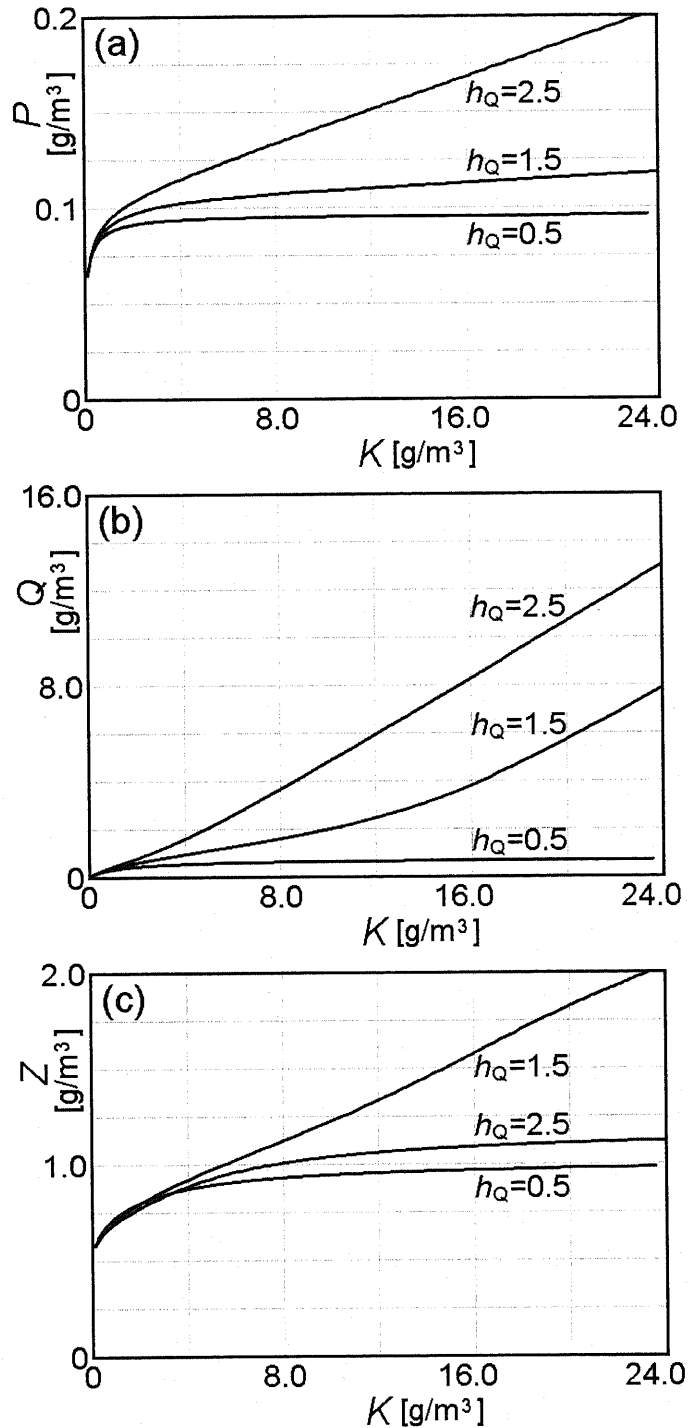 (a)
0.2
P
[g/m³]
h_Q=2.5
h_Q=1.5
0.1
h_Q=0.5
0
0 8.0 16.0 24.0
K [g/m³]
(b)
16.0
Q
[g/m³]
h_Q=2.5
8.0
h_Q=1.5
h_Q=0.5
0
0 8.0 16.0 24.0
K [g/m³]
(c)
2.0
Z
[g/m³]
h_Q=1.5
h_Q=2.5
1.0
h_Q=0.5
0
0 8.0 16.0 24.0
K [g/m³]